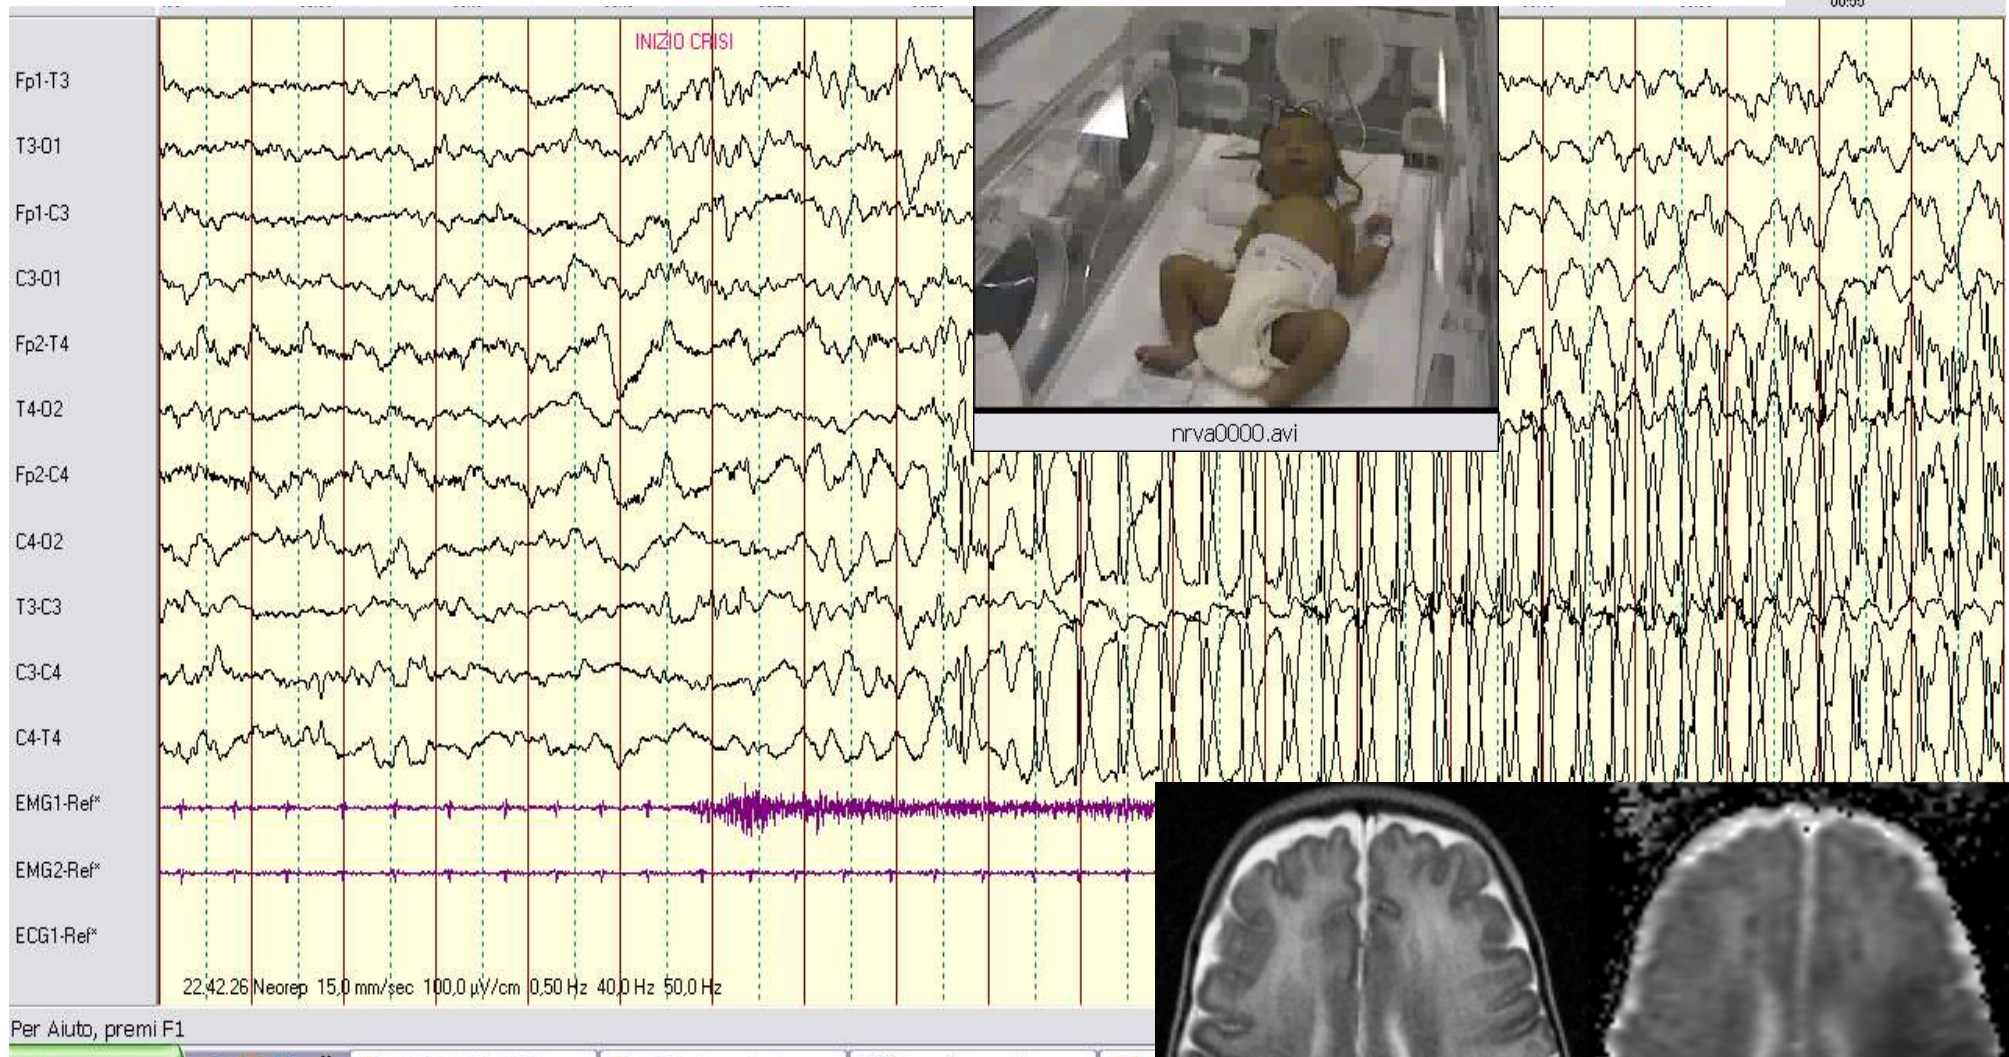 INIZIO CRISI
Fp1-T3
T3-O1
Fp1-C3
C3-O1
Fp2-T4
T4-O2
Fp2-C4
C4-O2
T3-C3
C3-C4
C4-T4
EMG1-Ref*
EMG2-Ref*
ECG1-Ref*
nrva0000.avi
22.42.26 Neorep 15,0 mm/sec 100,0 µV/cm 0,50 Hz 40,0 Hz 50,0 Hz
Per Aiuto, premi F1